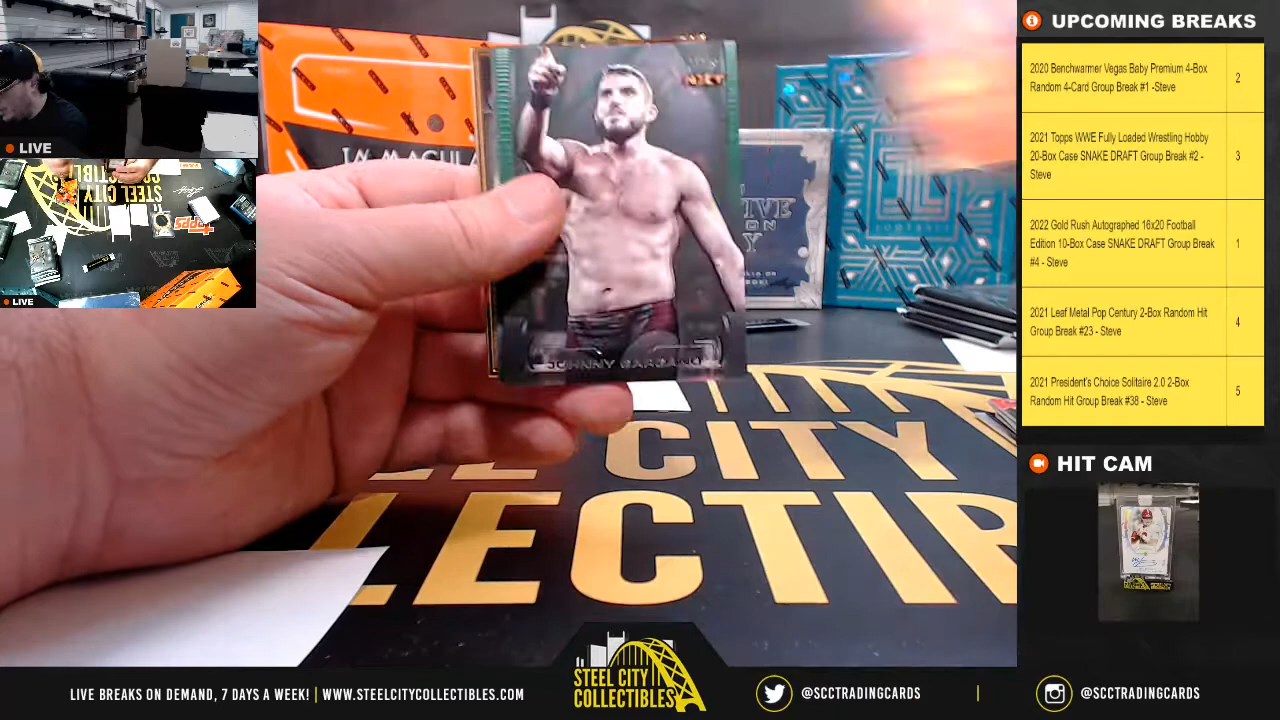 UPCOMING BREAKS
2020 Benchwarmer Vegas Baby Premium 4-Box
Random 4-Card Group Break #1 -Steve
2
2021 Topps WWE Fully Loaded Wrestling Hobby
20-Box Case SNAKE DRAFT Group Break #2 -
Steve
3
2022 Gold Rush Autographed 16x20 Football
Edition 10-Box Case SNAKE DRAFT Group Break
#4 - Steve
1
2021 Leaf Metal Pop Century 2-Box Random Hit
Group Break #23 - Steve
4
2021 President's Choice Solitaire 2.0 2-Box
Random Hit Group Break #38 - Steve
5
HIT CAM
LIVE
STEEL CITY
LIVE
IMMACULA
NXT
JOHNNY GARGANO
FOOTBALL
CITY
LECTIB
LIVE BREAKS ON DEMAND, 7 DAYS A WEEK! | WWW.STEELCITYCOLLECTIBLES.COM
STEEL CITY
COLLECTIBLES
@SCCTRADINGCARDS
@SCCTRADINGCARDS